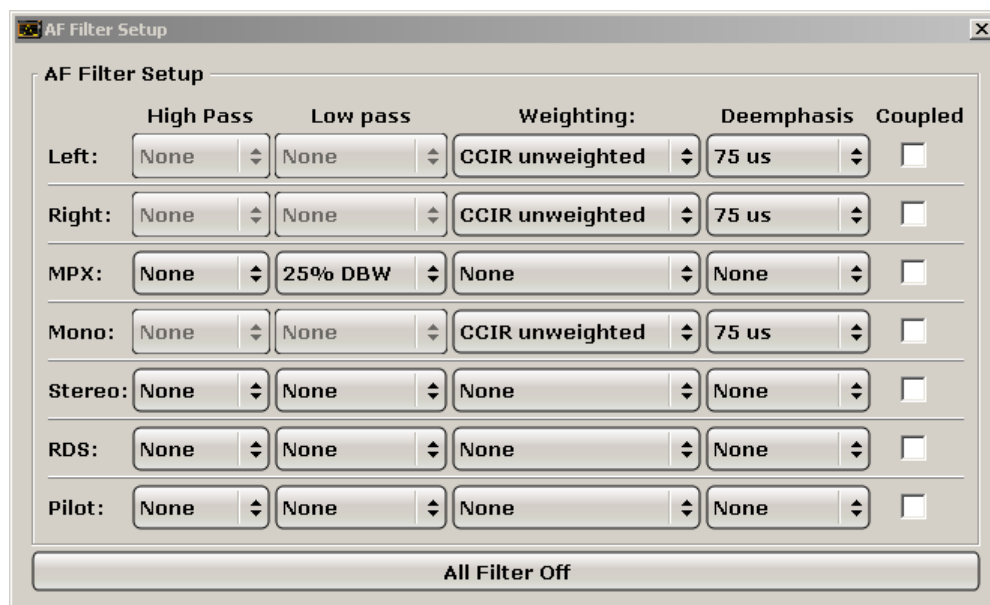 AF Filter Setup
AF Filter Setup
High Pass Low pass Weighting: Deemphasis Coupled
Left: None None CCIR unweighted 75 us
Right: None None CCIR unweighted 75 us
MPX: None 25% DBW None None
Mono: None None CCIR unweighted 75 us
Stereo: None None None None
RDS: None None None None
Pilot: None None None None
All Filter Off